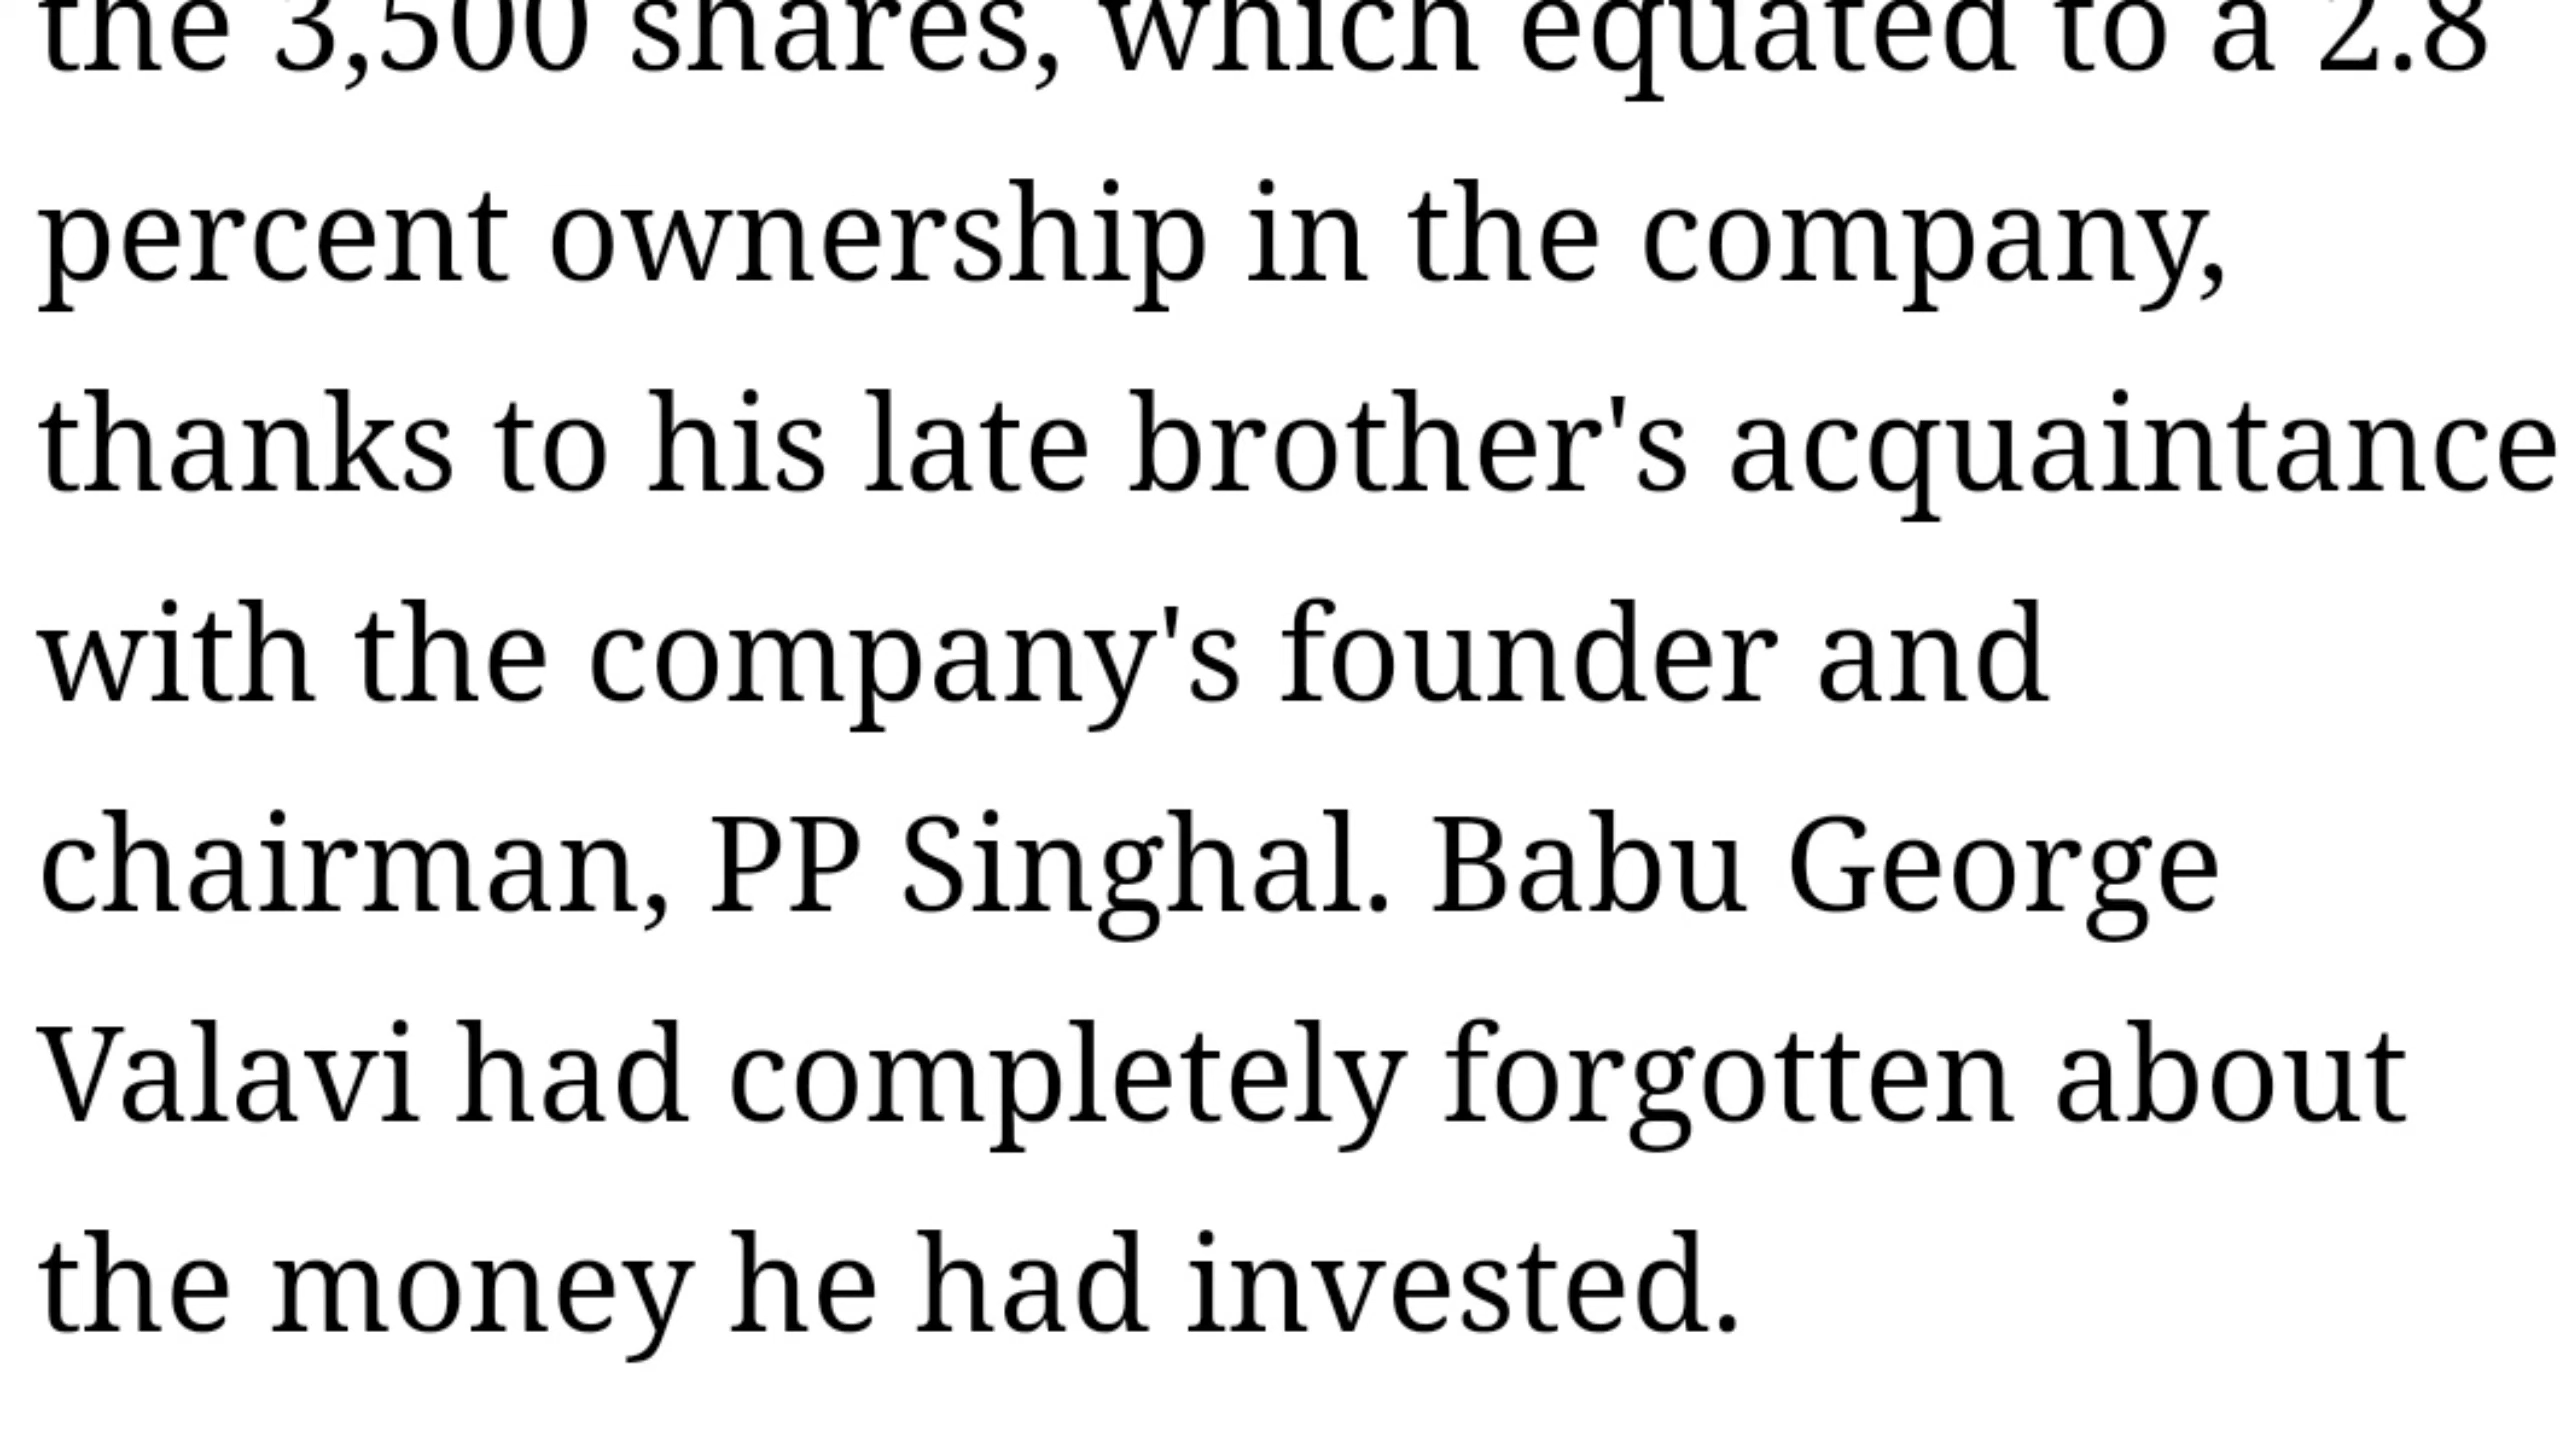 the 3,500 shares, which equated to a 2.8
percent ownership in the company,
thanks to his late brother's acquaintance
with the company's founder and
chairman, PP Singhal. Babu George
Valavi had completely forgotten about
the money he had invested.